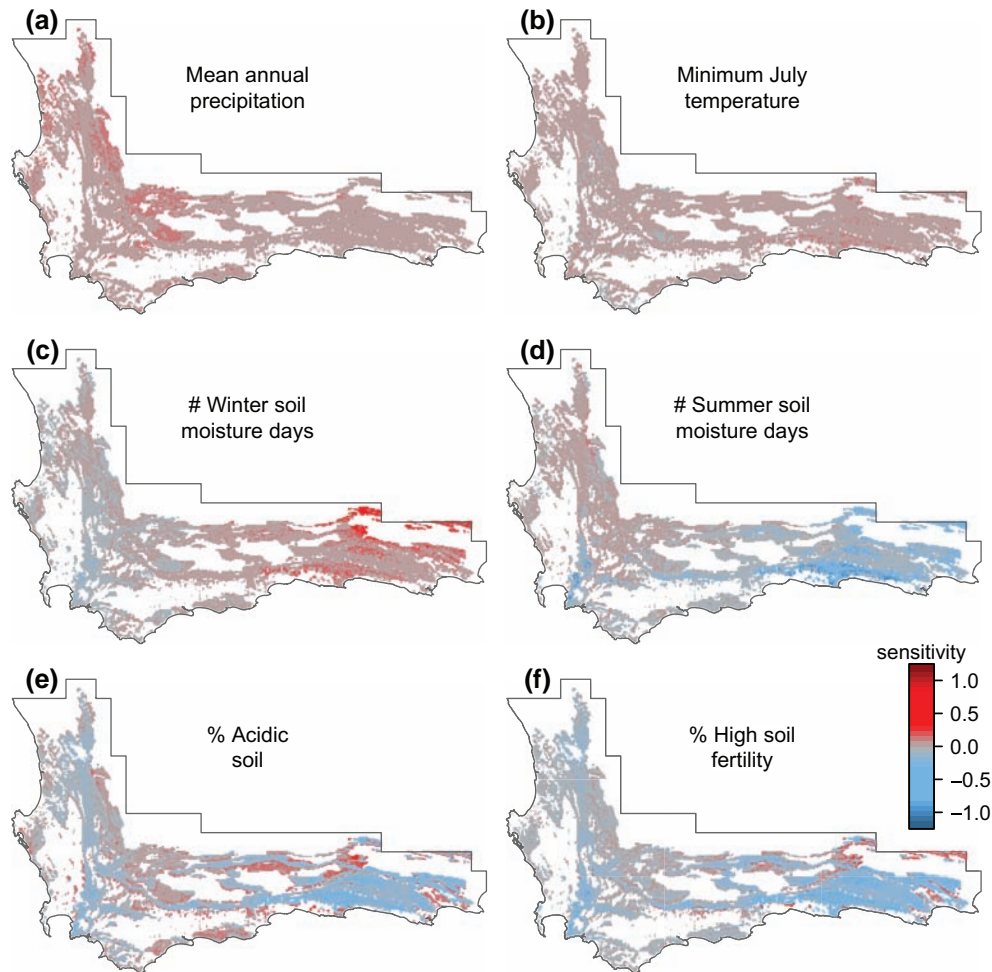 (a)
Mean annual
precipitation
(b)
Minimum July
temperature
(c)
# Winter soil
moisture days
(d)
# Summer soil
moisture days
(e)
% Acidic
soil
(f)
% High soil
fertility
sensitivity
1.0
0.5
0.0
−0.5
−1.0